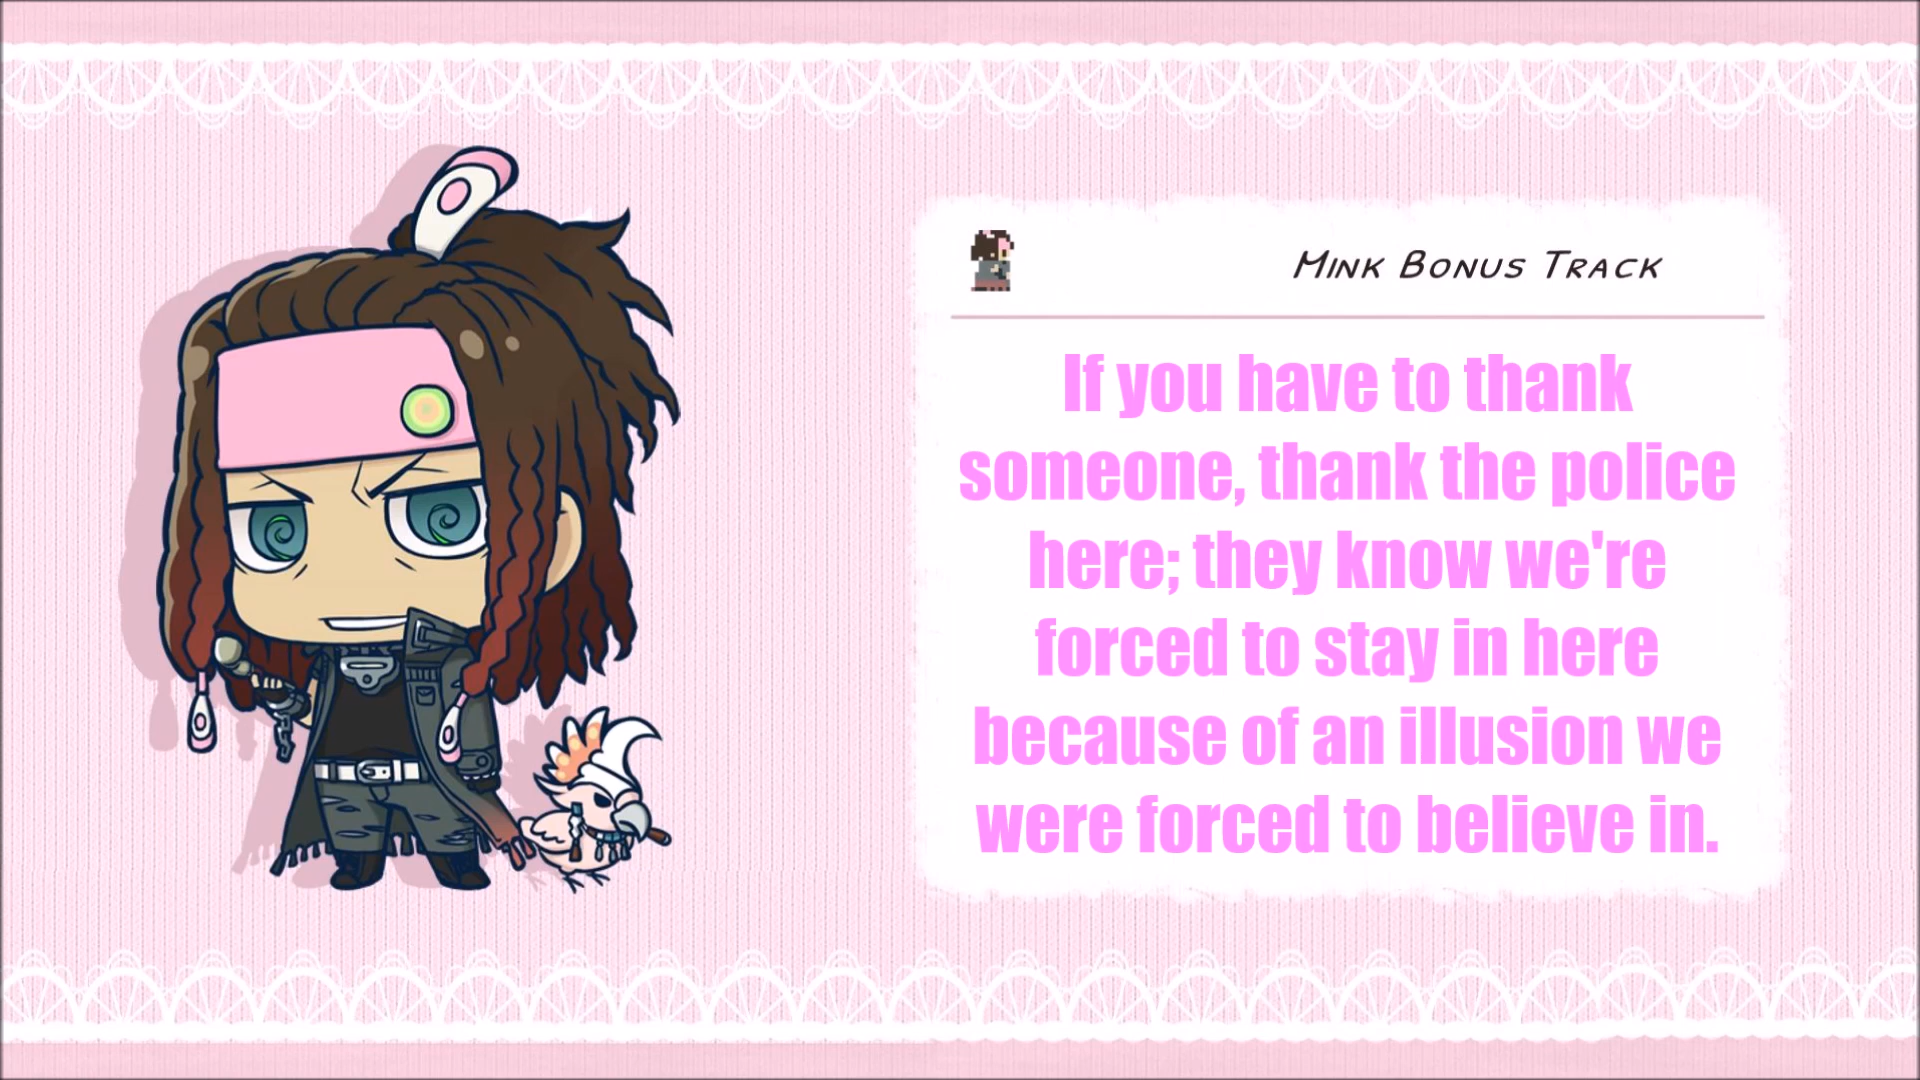 Mink Bonus Track
If you have to thank
someone, thank the police
here; they know we're
forced to stay in here
because of an illusion we
were forced to believe in.